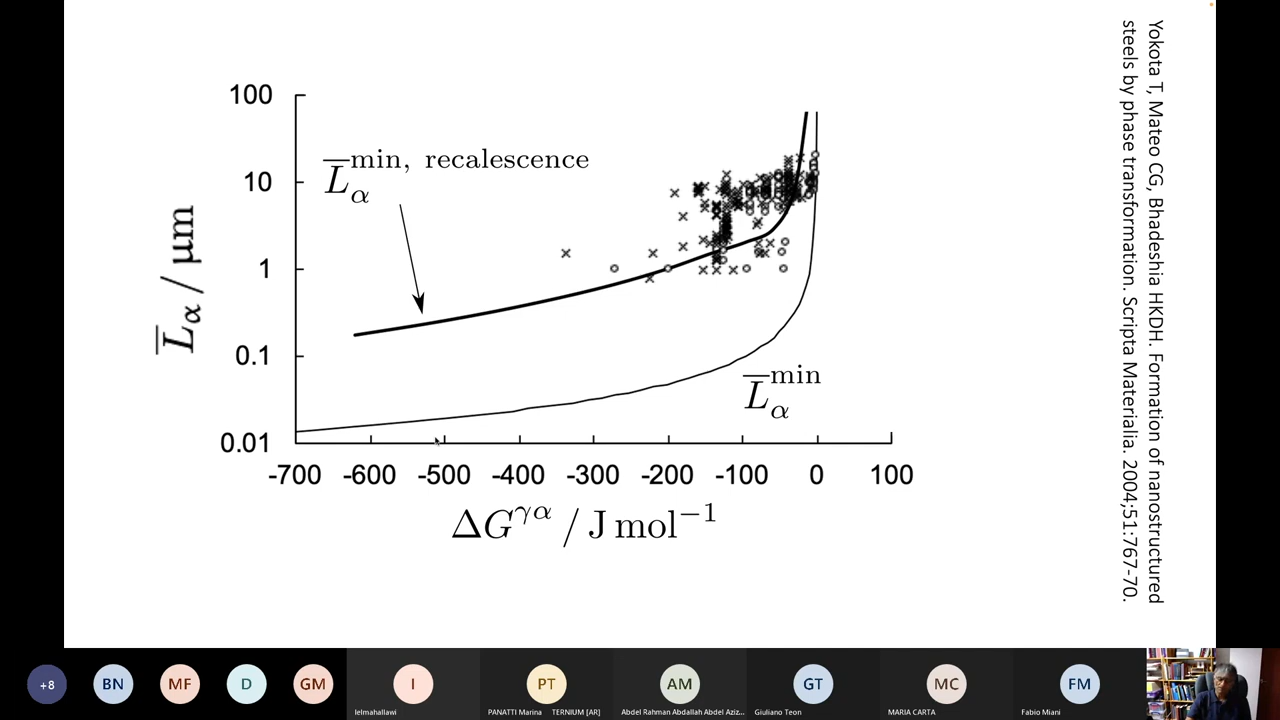 100
10
1
0.1
0.01
L̅α / µm
L̅α min, recalescence
L̅α min
-700 -600 -500 -400 -300 -200 -100 0 100
ΔG^γα / J mol⁻¹
Yokota T, Mateo CG, Bhadeshia HKDH. Formation of nanostructured
steels by phase transformation. Scripta Materialia. 2004;51:767-70.
+8 BN MF D GM I PT AM GT MC FM
lelmahallawi
PANATTI Marina TERNIUM [AR]
Abdel Rahman Abdallah Abdel Aziz...
Giuliano Teon
MARIA CARTA
Fabio Miani